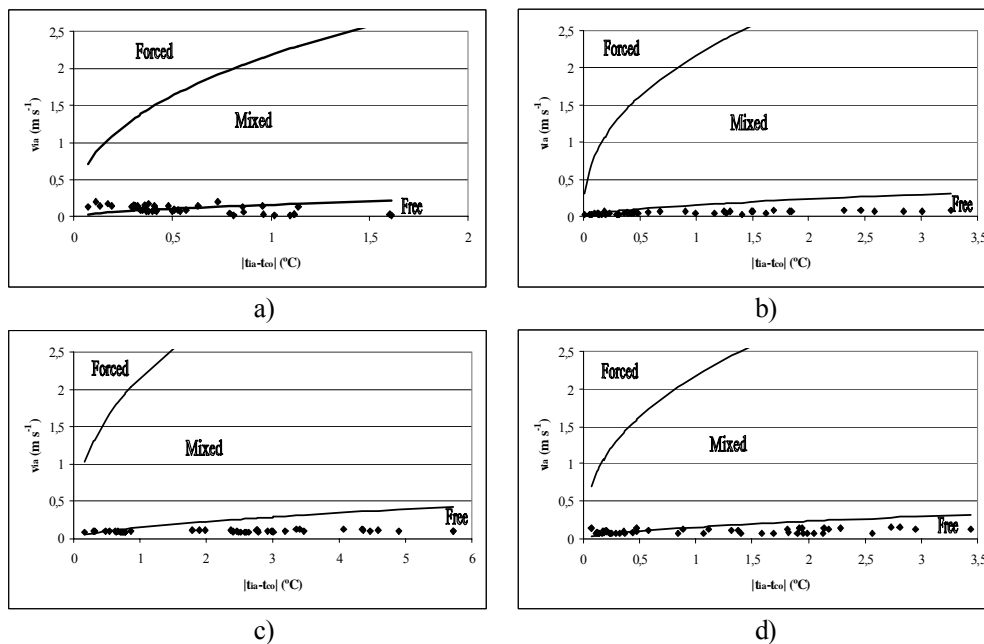 2,5
Forced
2
1,5
Mixed
1
0,5
Free
0
0
0,5
1
1,5
2
via (m s-1)
|tia-tco| (ºC)
a)
2,5
Forced
2
1,5
Mixed
1
0,5
Free
0
0
0,5
1
1,5
2
2,5
3
3,5
via (m s-1)
|tia-tco| (ºC)
b)
2,5
Forced
2
1,5
Mixed
1
0,5
Free
0
0
1
2
3
4
5
6
via (m s-1)
|tia-tco| (ºC)
c)
2,5
Forced
2
1,5
Mixed
1
0,5
Free
0
0
0,5
1
1,5
2
2,5
3
3,5
via (m s-1)
|tia-tco| (ºC)
d)